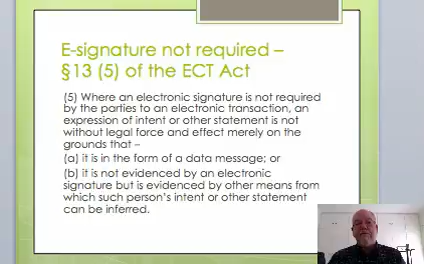 E-signature not required –
§13 (5) of the ECT Act
(5) Where an electronic signature is not required
by the parties to an electronic transaction, an
expression of intent or other statement is not
without legal force and effect merely on the
grounds that –
(a) it is in the form of a data message; or
(b) it is not evidenced by an electronic
signature but is evidenced by other means from
which such person's intent or other statement
can be inferred.